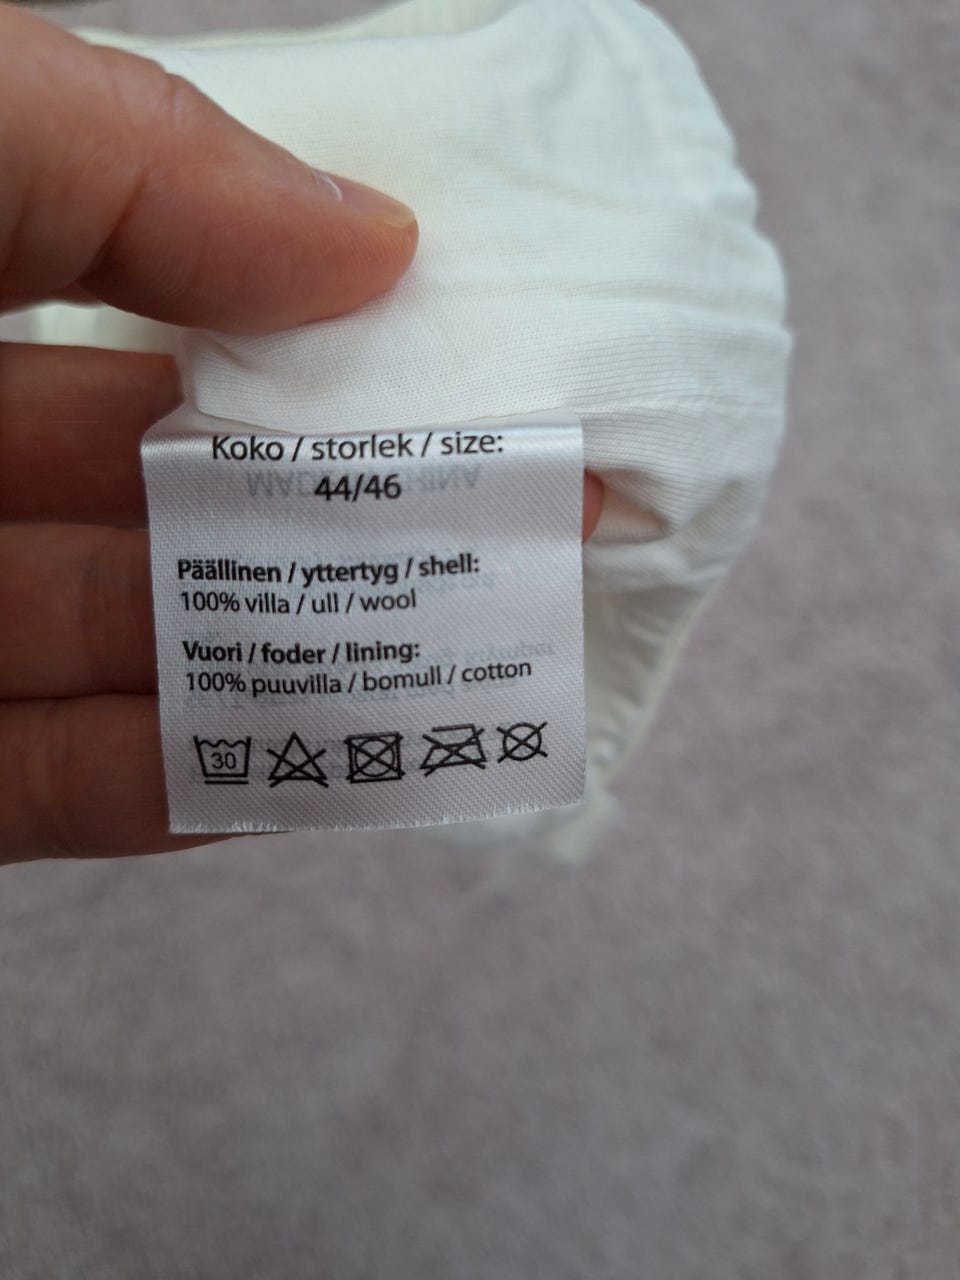 Koko / storlek / size:
44/46
Päällinen / yttertyg / shell:
100% villa / ull / wool
Vuori / foder / lining:
100% puuvilla / bomull / cotton
30